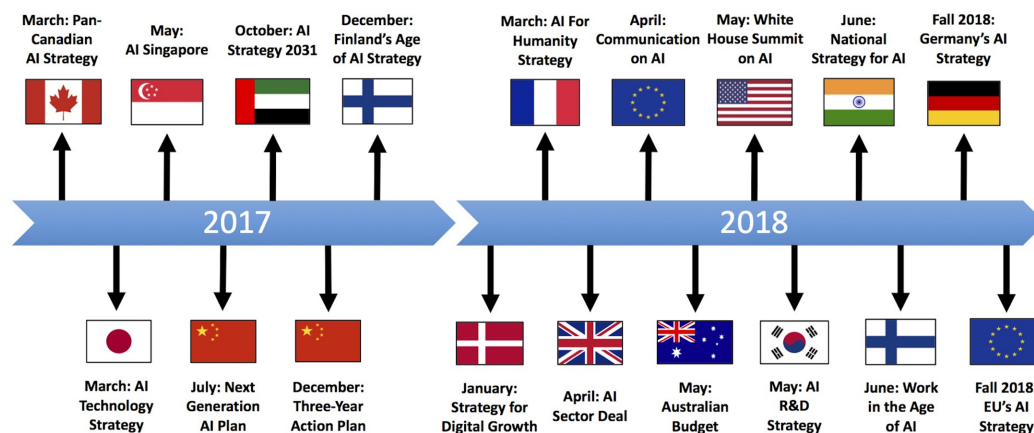 March: Pan-
Canadian
AI Strategy
May:
AI Singapore
October: AI
Strategy 2031
December:
Finland's Age
of AI Strategy
March: AI For
Humanity
Strategy
April:
Communication
on AI
May: White
House Summit
on AI
June:
National
Strategy for AI
Fall 2018:
Germany's AI
Strategy
2017
2018
March: AI
Technology
Strategy
July: Next
Generation
AI Plan
December:
Three-Year
Action Plan
January:
Strategy for
Digital Growth
April: AI
Sector Deal
May:
Australian
Budget
May: AI
R&D
Strategy
June: Work
in the Age
of AI
Fall 2018:
EU's AI
Strategy